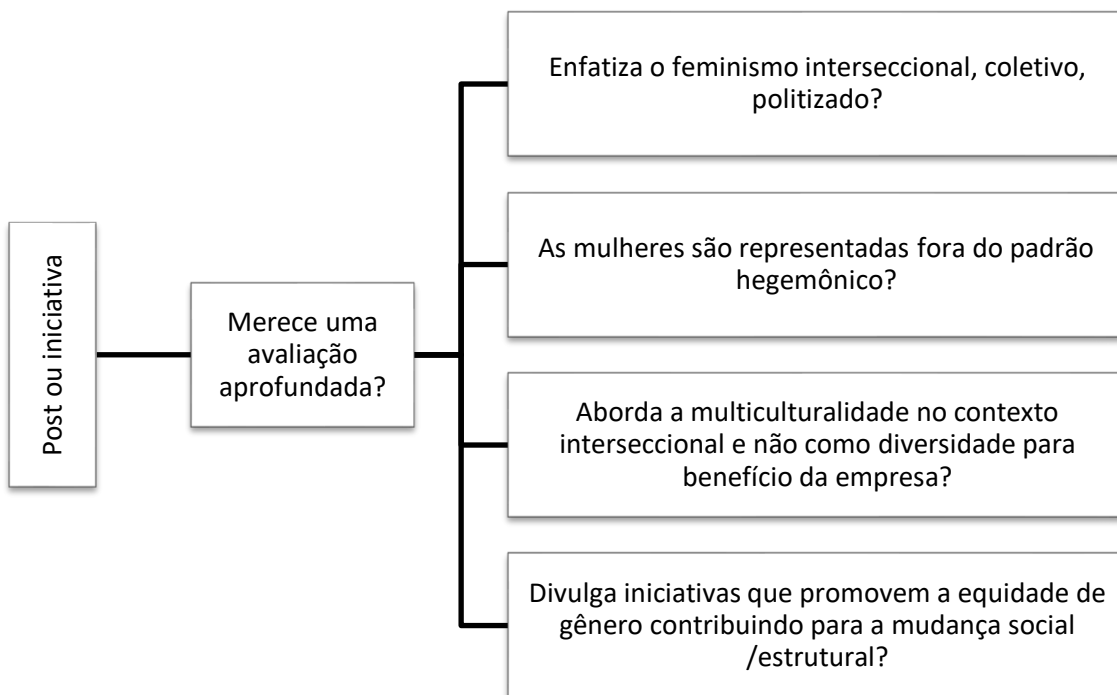 Post ou iniciativa
Merece uma
avaliação
aprofundada?
Enfatiza o feminismo interseccional, coletivo,
politizado?
As mulheres são representadas fora do padrão
hegemônico?
Aborda a multiculturalidade no contexto
interseccional e não como diversidade para
benefício da empresa?
Divulga iniciativas que promovem a equidade de
gênero contribuindo para a mudança social
/estrutural?